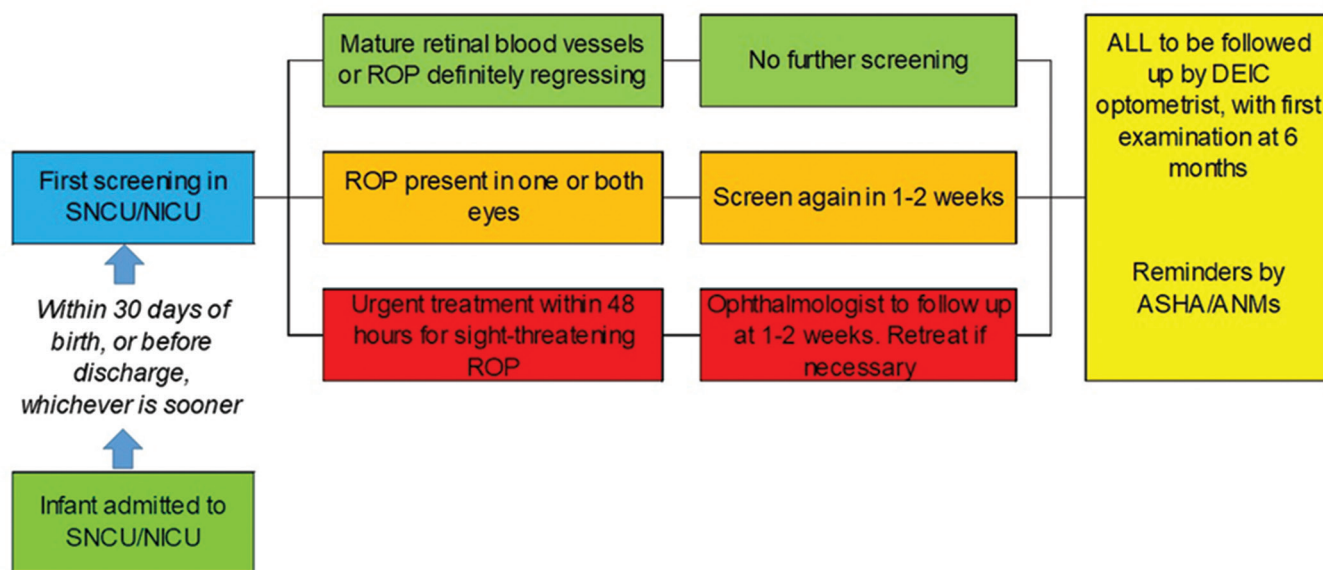 Mature retinal blood vessels
or ROP definitely regressing
No further screening
ALL to be followed
up by DEIC
optometrist, with first
examination at 6
months
Reminders by
ASHA/ANMs
First screening in
SNCU/NICU
ROP present in one or both
eyes
Screen again in 1-2 weeks
Urgent treatment within 48
hours for sight-threatening
ROP
Ophthalmologist to follow up
at 1-2 weeks. Retreat if
necessary
Within 30 days of
birth, or before
discharge,
whichever is sooner
Infant admitted to
SNCU/NICU